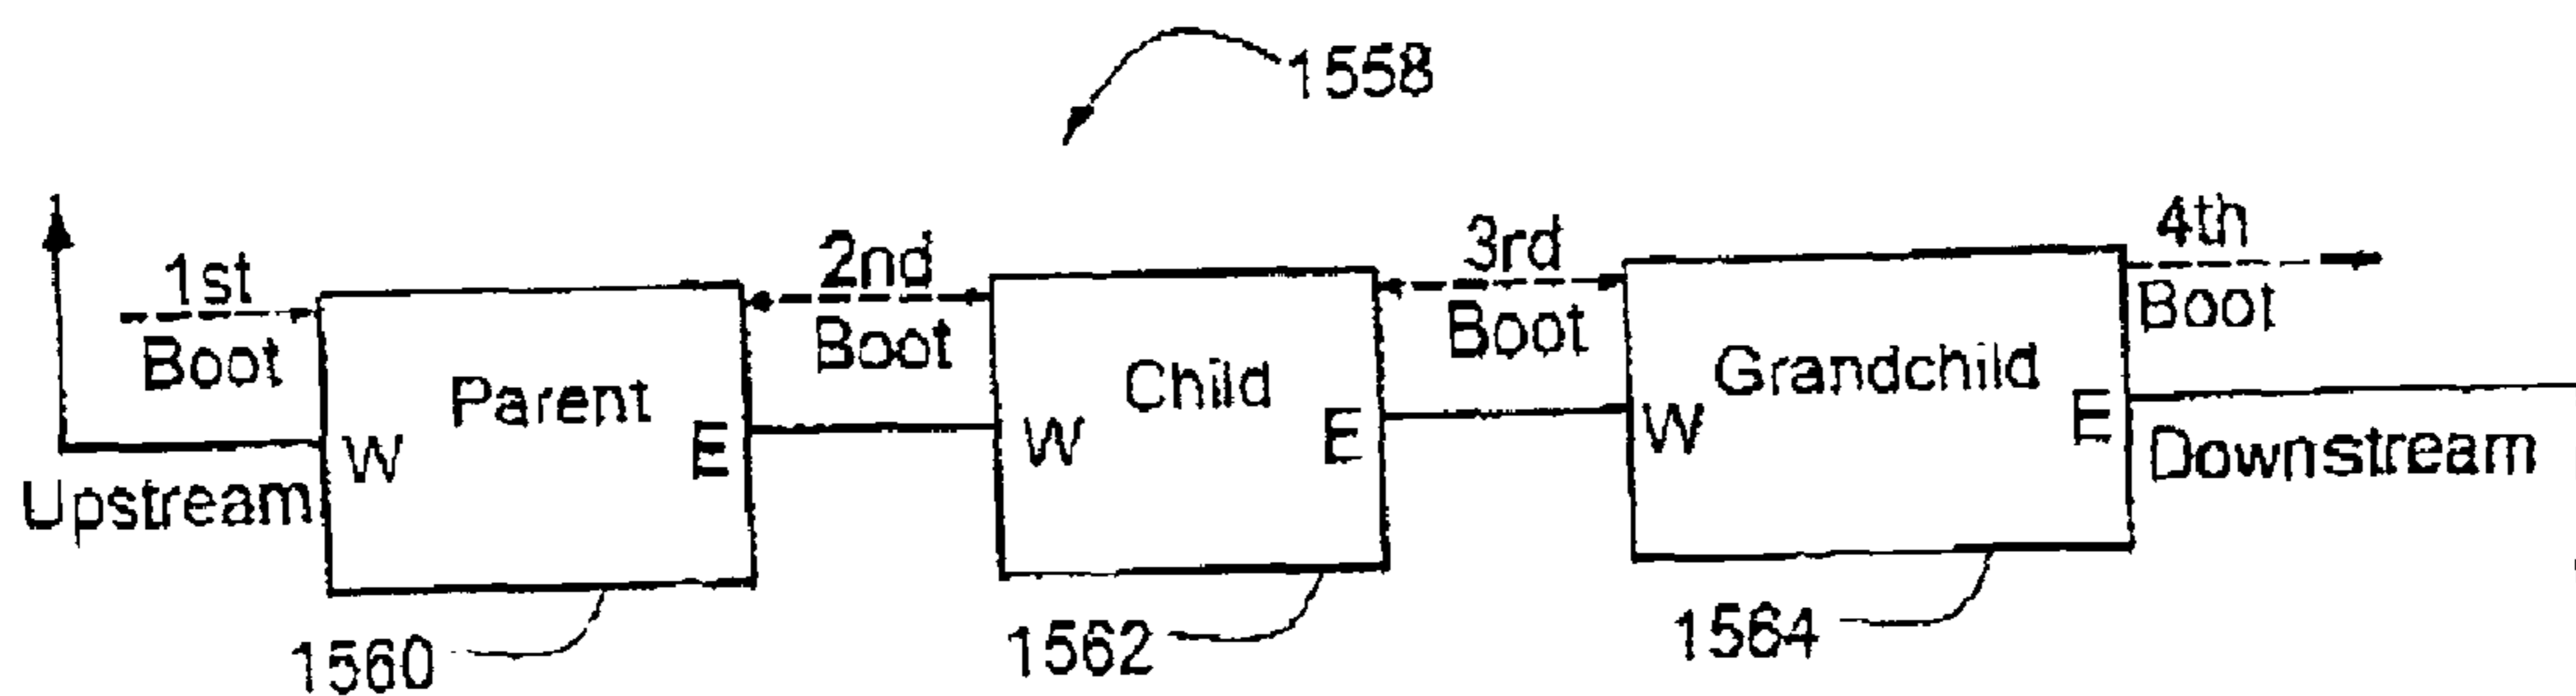 1558
1st
Boot
2nd
Boot
3rd
Boot
4th
Boot
Parent
Child
Grandchild
W
E
W
E
W
E
Upstream
Downstream
1560
1562
1564